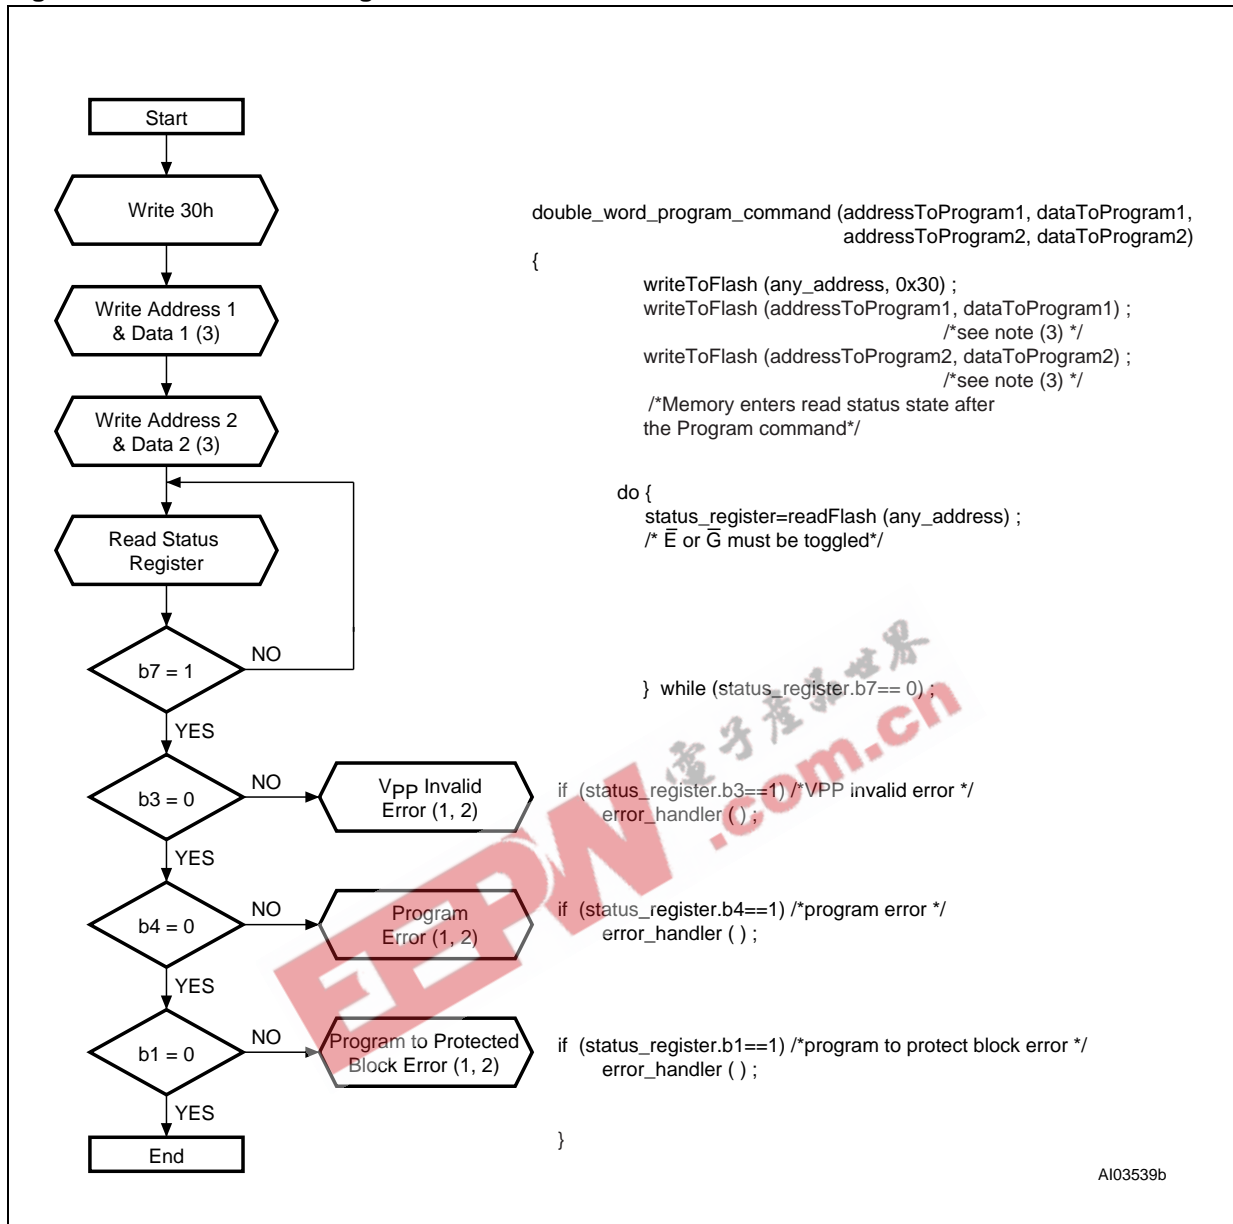 Start
Write 30h
Write Address 1
& Data 1 (3)
Write Address 2
& Data 2 (3)
Read Status
Register
b7 = 1
NO
YES
b3 = 0
NO
VPP Invalid
Error (1, 2)
YES
b4 = 0
NO
Program
Error (1, 2)
YES
b1 = 0
NO
Program to Protected
Block Error (1, 2)
YES
End
double_word_program_command (addressToProgram1, dataToProgram1,
addressToProgram2, dataToProgram2)
{
writeToFlash (any_address, 0x30) ;
writeToFlash (addressToProgram1, dataToProgram1) ;
/*see note (3) */
writeToFlash (addressToProgram2, dataToProgram2) ;
/*see note (3) */
/*Memory enters read status state after
the Program command*/
do {
status_register=readFlash (any_address) ;
/* E̅ or G̅ must be toggled*/
} while (status_register.b7== 0) ;
if (status_register.b3==1) /*VPP invalid error */
error_handler ( ) ;
if (status_register.b4==1) /*program error */
error_handler ( ) ;
if (status_register.b1==1) /*program to protect block error */
error_handler ( ) ;
}
EEPW
電子產品世界
.com.cn
AI03539b